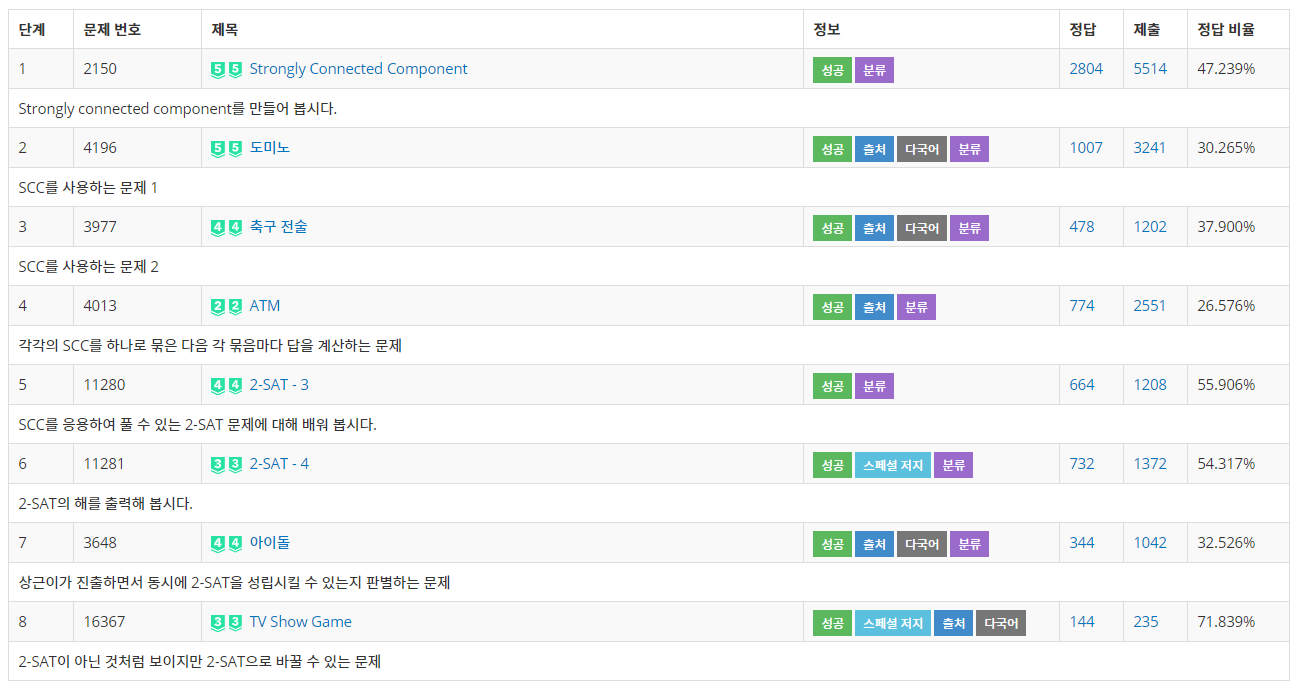 단계 문제 번호 제목 정보 정답 제출 정답 비율
1 2150 5 5 Strongly Connected Component 성공 분류 2804 5514 47.239%
Strongly connected component를 만들어 봅시다.
2 4196 5 5 도미노 성공 출처 다국어 분류 1007 3241 30.265%
SCC를 사용하는 문제 1
3 3977 4 4 축구 전술 성공 출처 다국어 분류 478 1202 37.900%
SCC를 사용하는 문제 2
4 4013 2 2 ATM 성공 출처 분류 774 2551 26.576%
각각의 SCC를 하나로 묶은 다음 각 묶음마다 답을 계산하는 문제
5 11280 4 4 2-SAT - 3 성공 분류 664 1208 55.906%
SCC를 응용하여 풀 수 있는 2-SAT 문제에 대해 배워 봅시다.
6 11281 3 3 2-SAT - 4 성공 스페셜 저지 분류 732 1372 54.317%
2-SAT의 해를 출력해 봅시다.
7 3648 4 4 아이돌 성공 출처 다국어 분류 344 1042 32.526%
상근이가 진출하면서 동시에 2-SAT을 성립시킬 수 있는지 판별하는 문제
8 16367 3 3 TV Show Game 성공 스페셜 저지 출처 다국어 144 235 71.839%
2-SAT이 아닌 것처럼 보이지만 2-SAT으로 바꿀 수 있는 문제